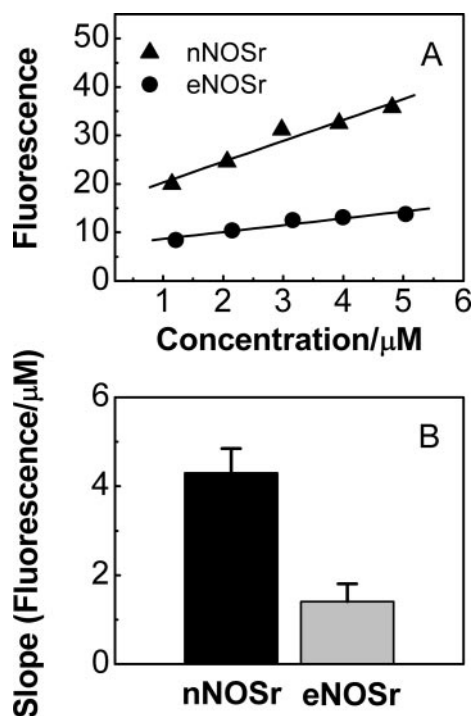 50
40
30
20
10
0
Fluorescence
A
nNOSr
eNOSr
1 2 3 4 5 6
Concentration/μM
Slope (Fluorescence/μM)
6
4
2
0
B
nNOSr eNOSr